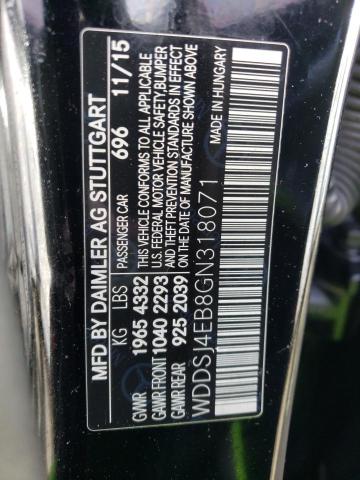 MFD BY DAIMLER AG STUTTGART
KG LBS PASSENGER CAR 696 11/15
GVWR 1965 4332 THIS VEHICLE CONFORMS TO ALL APPLICABLE
GAWR FRONT 1040 2293 U.S. FEDERAL MOTOR VEHICLE SAFETY,BUMPER
GAWR REAR 925 2039 AND THEFT PREVENTION STANDARDS IN EFFECT
ON THE DATE OF MANUFACTURE SHOWN ABOVE
MADE IN HUNGARY
WDDSJ4EB8GN318071